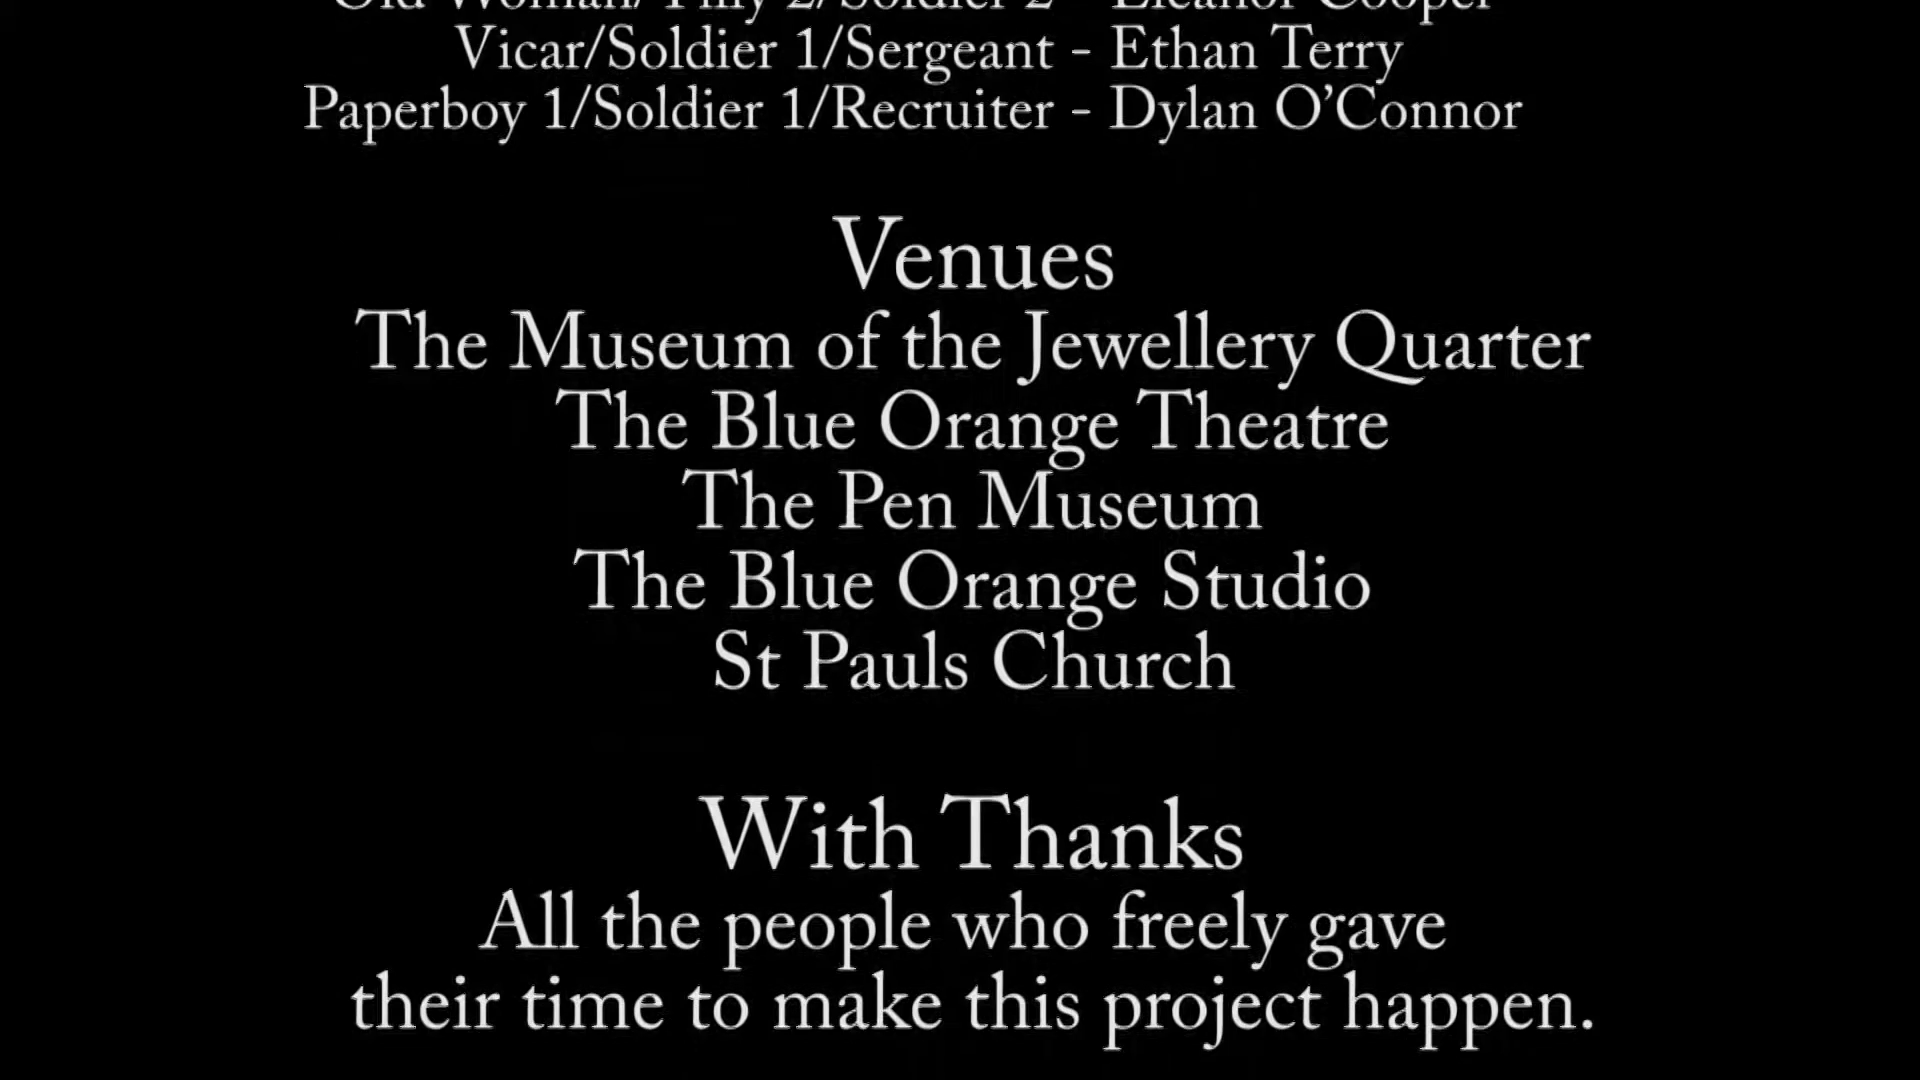 Old Woman/ Tilly 2/Soldier 2 - Eleanor Cooper
Vicar/Soldier 1/Sergeant - Ethan Terry
Paperboy 1/Soldier 1/Recruiter - Dylan O’Connor
Venues
The Museum of the Jewellery Quarter
The Blue Orange Theatre
The Pen Museum
The Blue Orange Studio
St Pauls Church
With Thanks
All the people who freely gave
their time to make this project happen.